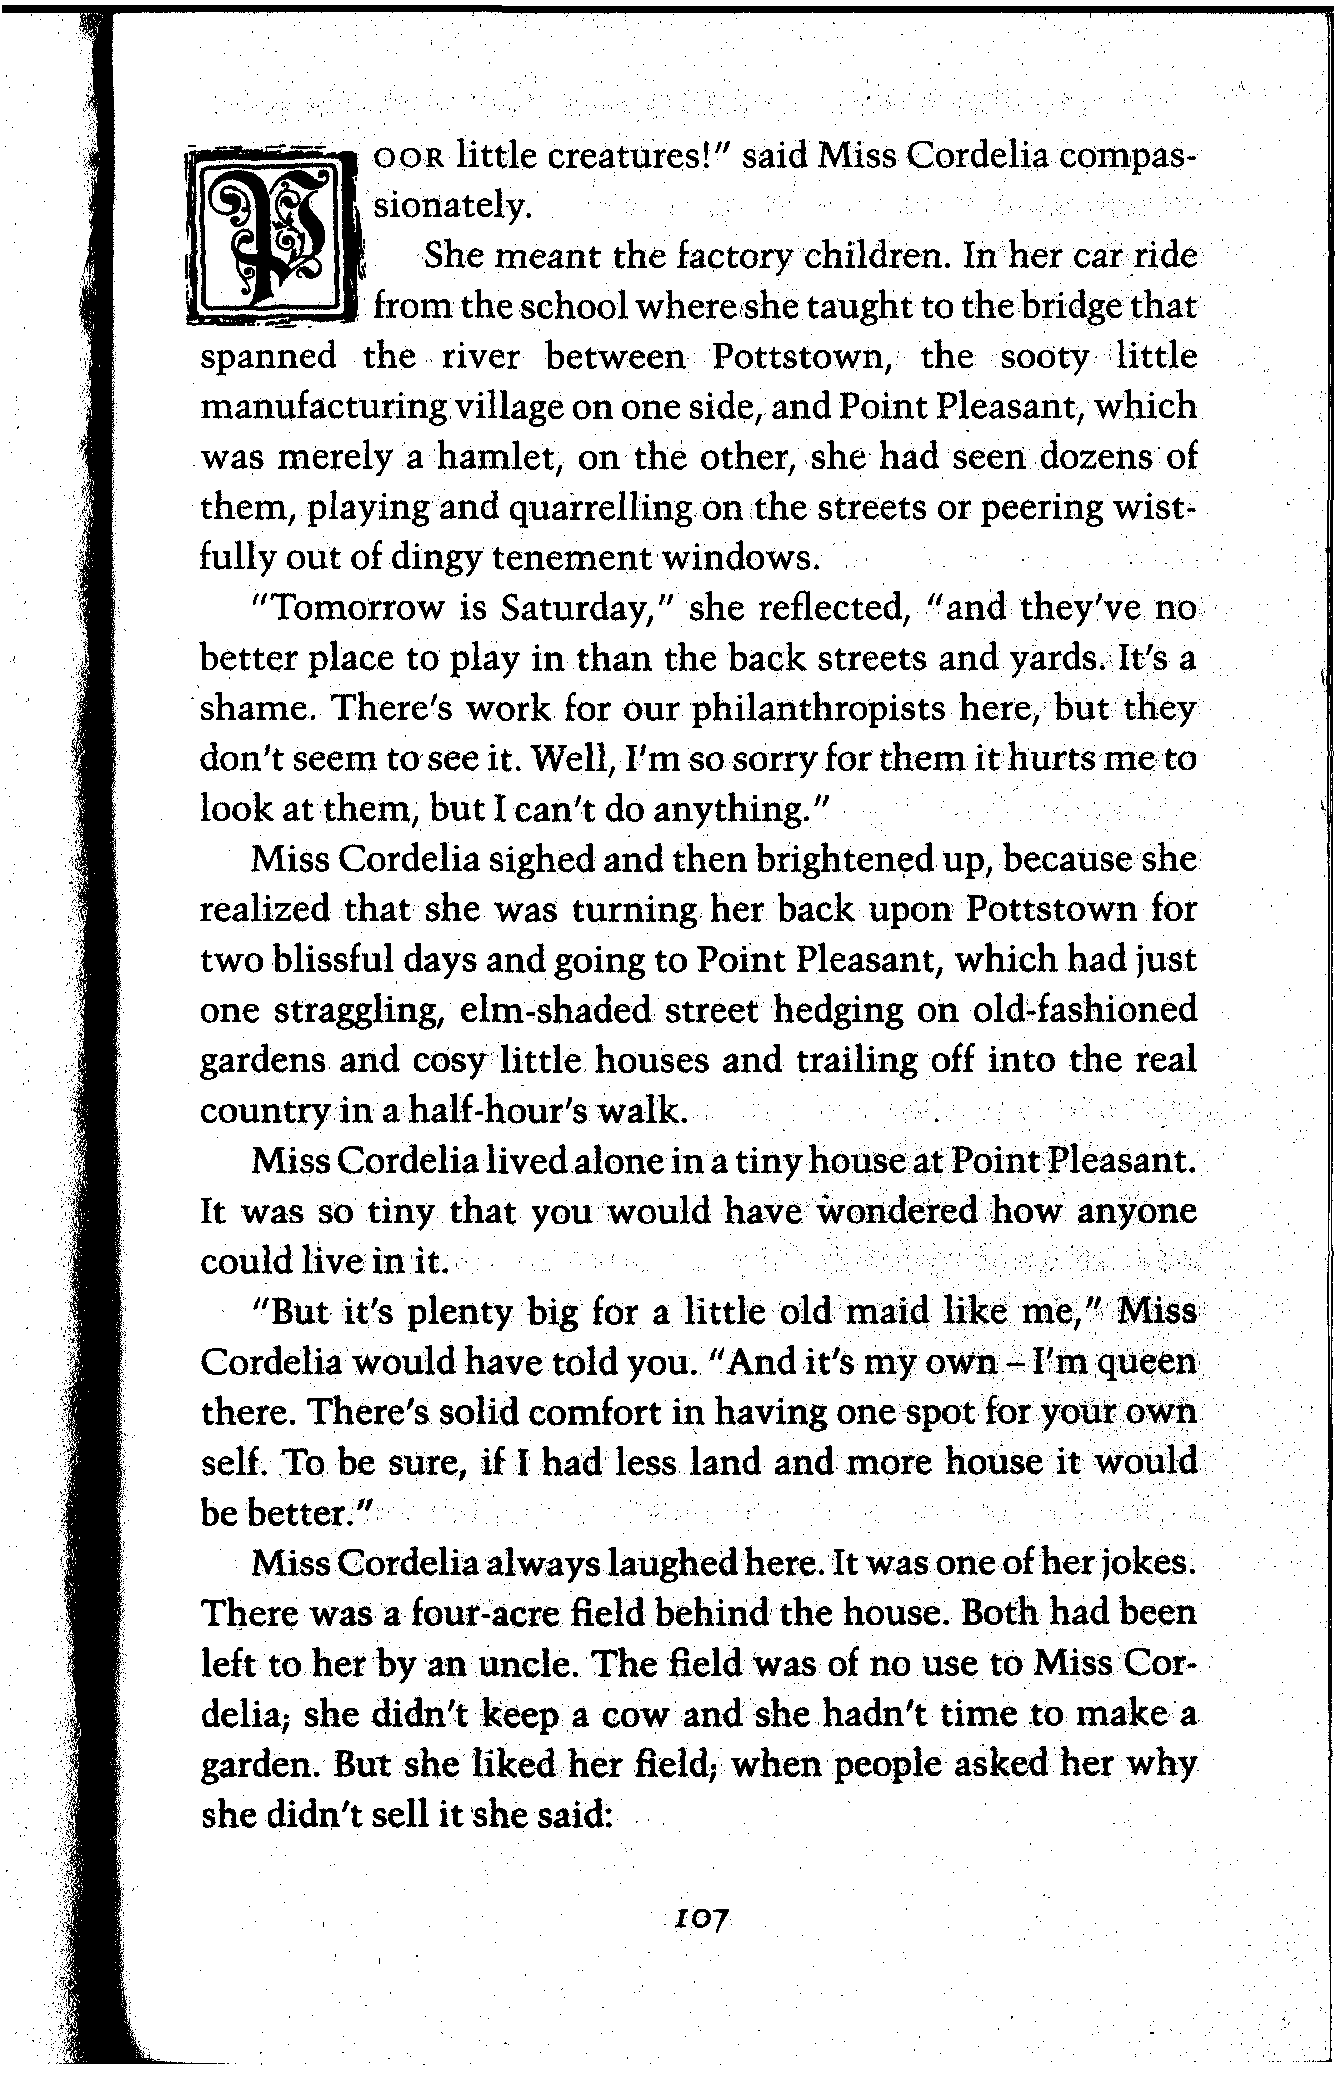 POOR little creatures!" said Miss Cordelia compas-
sionately.
She meant the factory children. In her car ride
from the school where she taught to the bridge that
spanned the river between Pottstown, the sooty little
manufacturing village on one side, and Point Pleasant, which
was merely a hamlet, on the other, she had seen dozens of
them, playing and quarrelling on the streets or peering wist-
fully out of dingy tenement windows.
"Tomorrow is Saturday," she reflected, "and they've no
better place to play in than the back streets and yards. It's a
shame. There's work for our philanthropists here, but they
don't seem to see it. Well, I'm so sorry for them it hurts me to
look at them, but I can't do anything."
Miss Cordelia sighed and then brightened up, because she
realized that she was turning her back upon Pottstown for
two blissful days and going to Point Pleasant, which had just
one straggling, elm-shaded street hedging on old-fashioned
gardens and cosy little houses and trailing off into the real
country in a half-hour's walk.
Miss Cordelia lived alone in a tiny house at Point Pleasant.
It was so tiny that you would have wondered how anyone
could live in it.
"But it's plenty big for a little old maid like me," Miss
Cordelia would have told you. "And it's my own – I'm queen
there. There's solid comfort in having one spot for your own
self. To be sure, if I had less land and more house it would
be better."
Miss Cordelia always laughed here. It was one of her jokes.
There was a four-acre field behind the house. Both had been
left to her by an uncle. The field was of no use to Miss Cor-
delia; she didn't keep a cow and she hadn't time to make a
garden. But she liked her field; when people asked her why
she didn't sell it she said:
107